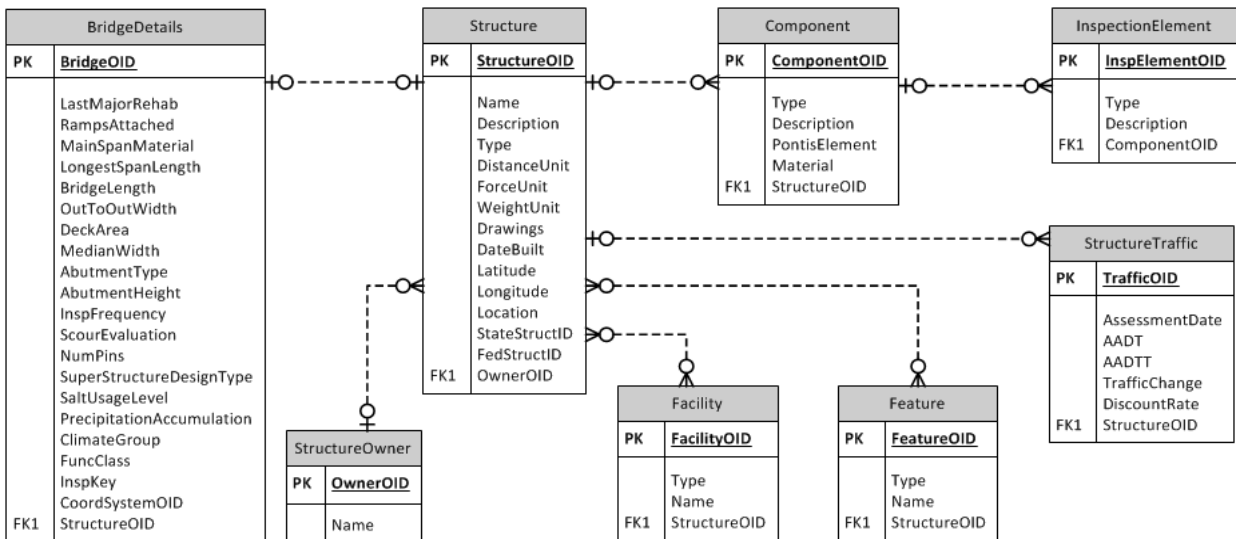 BridgeDetails
PK BridgeOID
LastMajorRehab
RampsAttached
MainSpanMaterial
LongestSpanLength
BridgeLength
OutToOutWidth
DeckArea
MedianWidth
AbutmentType
AbutmentHeight
InspFrequency
ScourEvaluation
NumPins
SuperStructureDesignType
SaltUsageLevel
PrecipitationAccumulation
ClimateGroup
FuncClass
InspKey
CoordSystemOID
FK1 StructureOID
Structure
PK StructureOID
Name
Description
Type
DistanceUnit
ForceUnit
WeightUnit
Drawings
DateBuilt
Latitude
Longitude
Location
StateStructID
FedStructID
FK1 OwnerOID
Component
PK ComponentOID
Type
Description
PontisElement
Material
FK1 StructureOID
InspectionElement
PK InspElementOID
Type
Description
FK1 ComponentOID
StructureTraffic
PK TrafficOID
AssessmentDate
AADT
AADTT
TrafficChange
DiscountRate
FK1 StructureOID
StructureOwner
PK OwnerOID
Name
Facility
PK FacilityOID
Type
Name
FK1 StructureOID
Feature
PK FeatureOID
Type
Name
FK1 StructureOID